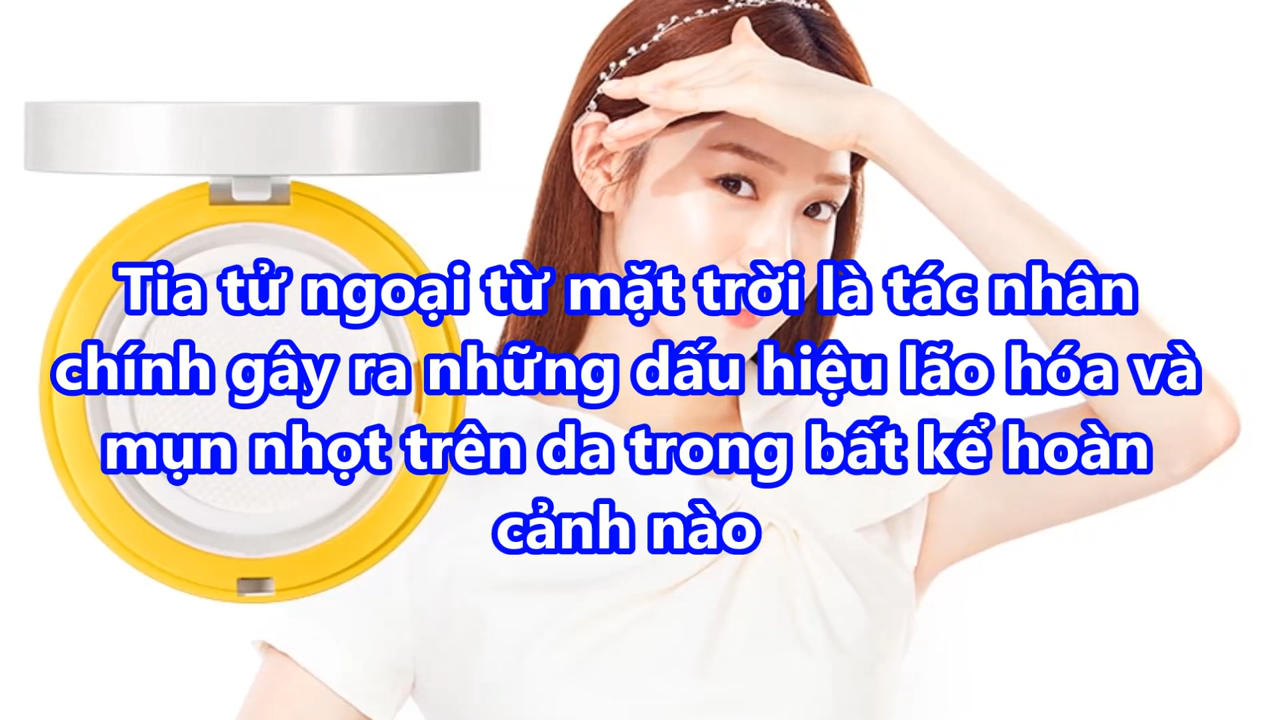 Tia tử ngoại từ mặt trời là tác nhân
chính gây ra những dấu hiệu lão hóa và
mụn nhọt trên da trong bất kể hoàn
cảnh nào